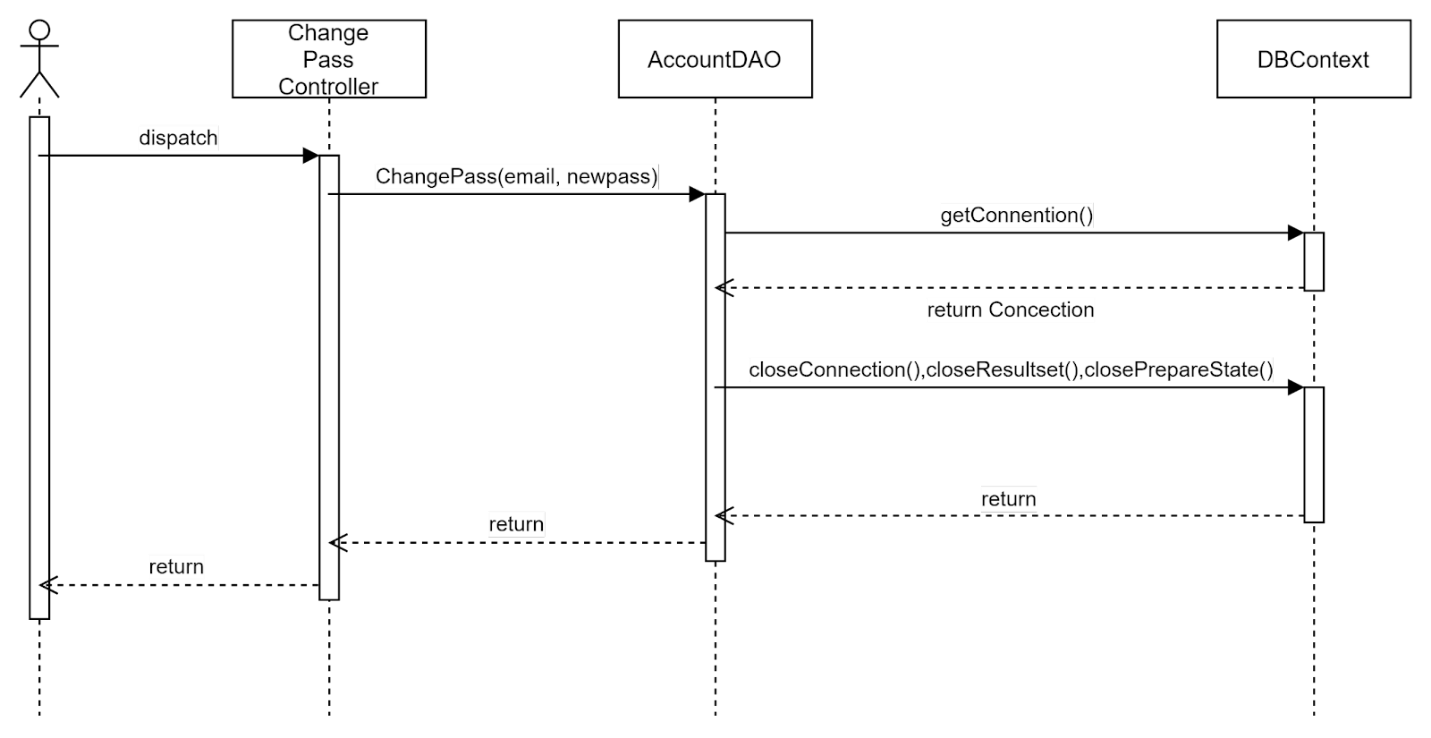 Change
Pass
Controller
AccountDAO
DBContext
dispatch
ChangePass(email, newpass)
getConnention()
return Concection
closeConnection(),closeResultset(),closePrepareState()
return
return
return